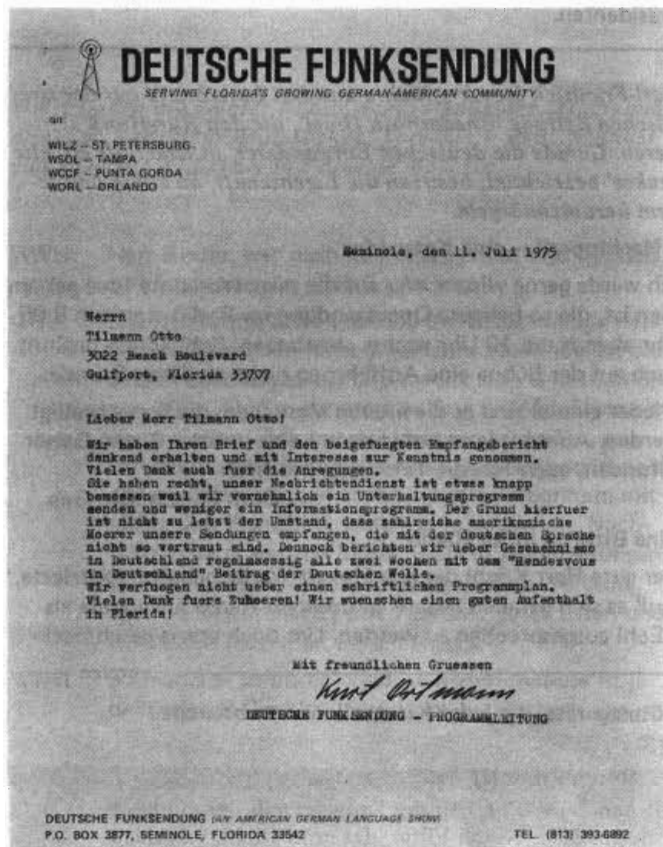 DEUTSCHE FUNKSENDUNG
SERVING FLORIDA'S GROWING GERMAN-AMERICAN COMMUNITY
on:
WILZ – ST. PETERSBURG
WSOL – TAMPA
WCCF – PUNTA GORDA
WORL – ORLANDO
Seminole, den 11. Juli 1975
Herrn
Tilmann Otto
3022 Beach Boulevard
Gulfport, Florida 33707
Lieber Herr Tilmann Otto!
Wir haben Ihren Brief und den beigefuegten Empfangsbericht
dankend erhalten und mit Interesse zur Kenntnis genommen.
Vielen Dank auch fuer die Anregungen.
Sie haben recht, unser Nachrichtendienst ist etwas knapp
bemessen weil wir vornehmlich ein Unterhaltungsprogramm
senden und weniger ein Informationsprogramm. Der Grund hierfuer
ist nicht zu letzt der Umstand, dass zahlreiche amerikanische
Hoerer unsere Sendungen empfangen, die mit der deutschen Sprache
nicht so vertraut sind. Dennoch berichten wir ueber Geschehnisse
in Deutschland regelmaessig alle zwei wochen mit dem "Rendezvous
in Deutschland" Beitrag der Deutschen Welle.
Wir verfuegen nicht ueber einen schriftlichen Programmplan.
Vielen Dank fuers Zuhoeren! Wir wuenschen einen guten Aufenthalt
in Florida!
Mit freundlichen Gruessen
Kurt Ortmann
DEUTSCHE FUNKSENDUNG - PROGRAMMLEITUNG
DEUTSCHE FUNKSENDUNG (AN AMERICAN GERMAN LANGUAGE SHOW)
P.O. BOX 3877, SEMINOLE, FLORIDA 33542
TEL. (813) 393-6892